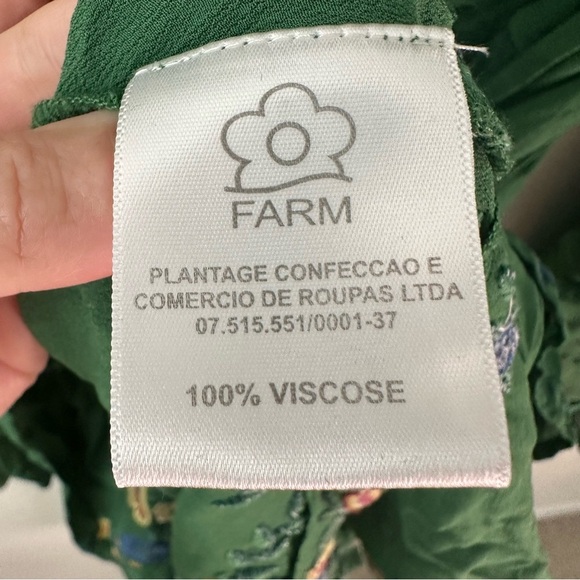 FARM
PLANTAGE CONFECCAO E
COMERCIO DE ROUPAS LTDA
07.515.551/0001-37
100% VISCOSE